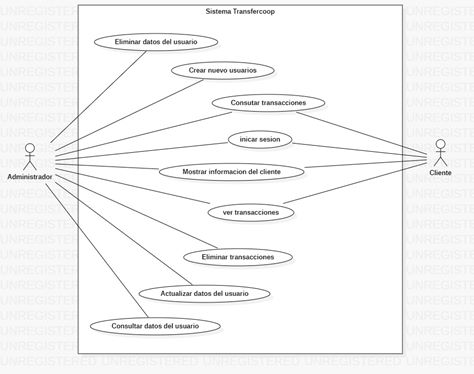 Sistema Transfercoop
Eliminar datos del usuario
Crear nuevo usuarios
Consutar transacciones
inicar sesion
Administrador
Mostrar informacion del cliente
Cliente
ver transacciones
Eliminar transacciones
Actualizar datos del usuario
Consultar datos del usuario
UNREGISTERED UNREGISTERED UNREGISTERED UNREGISTERED